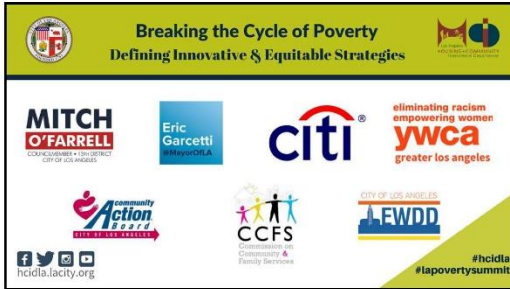 Breaking the Cycle of Poverty
Defining Innovative & Equitable Strategies
MITCH
O'FARRELL
COUNCILMEMBER • 13TH DISTRICT
CITY OF LOS ANGELES
Eric
Garcetti
#MayorOfLA
citi®
eliminating racism
empowering women
ywca
greater los angeles
community
Action
Board
CITY OF LOS ANGELES
CCFS
Commission on
Community &
Family Services
CITY OF LOS ANGELES
EWDD
hcidla.lacity.org
#hcidla
#lapovertysummit